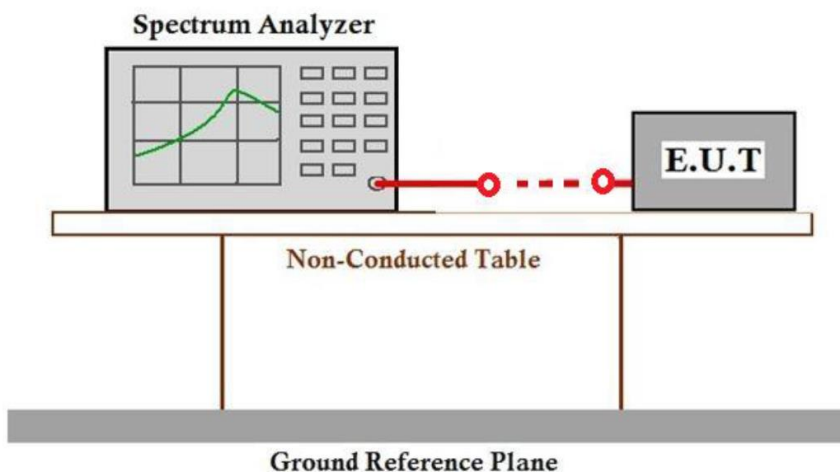 Spectrum Analyzer
E.U.T
Non-Conducted Table
Ground Reference Plane